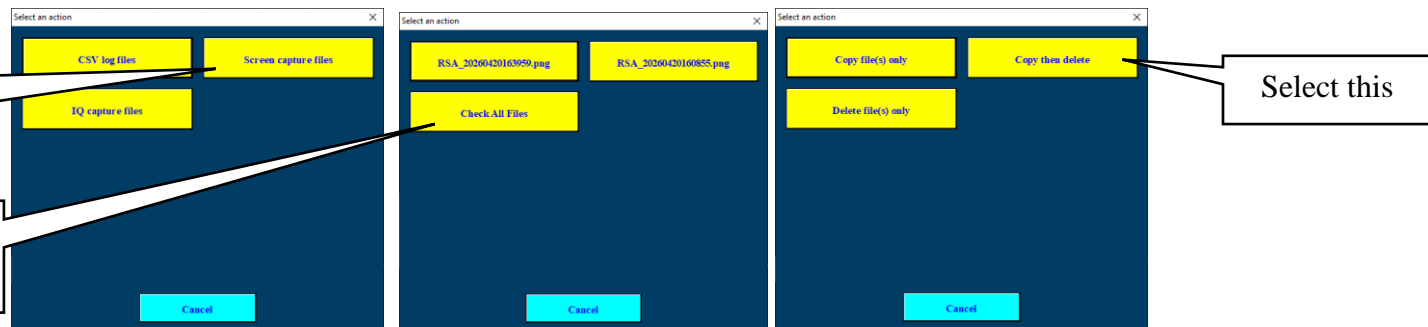 Select an action
CSV log files
Screen capture files
IQ capture files
Cancel
Select an action
RSA_20260420163959.png
RSA_20260420160855.png
Check All Files
Cancel
Select an action
Copy file(s) only
Copy then delete
Delete file(s) only
Cancel
Select this